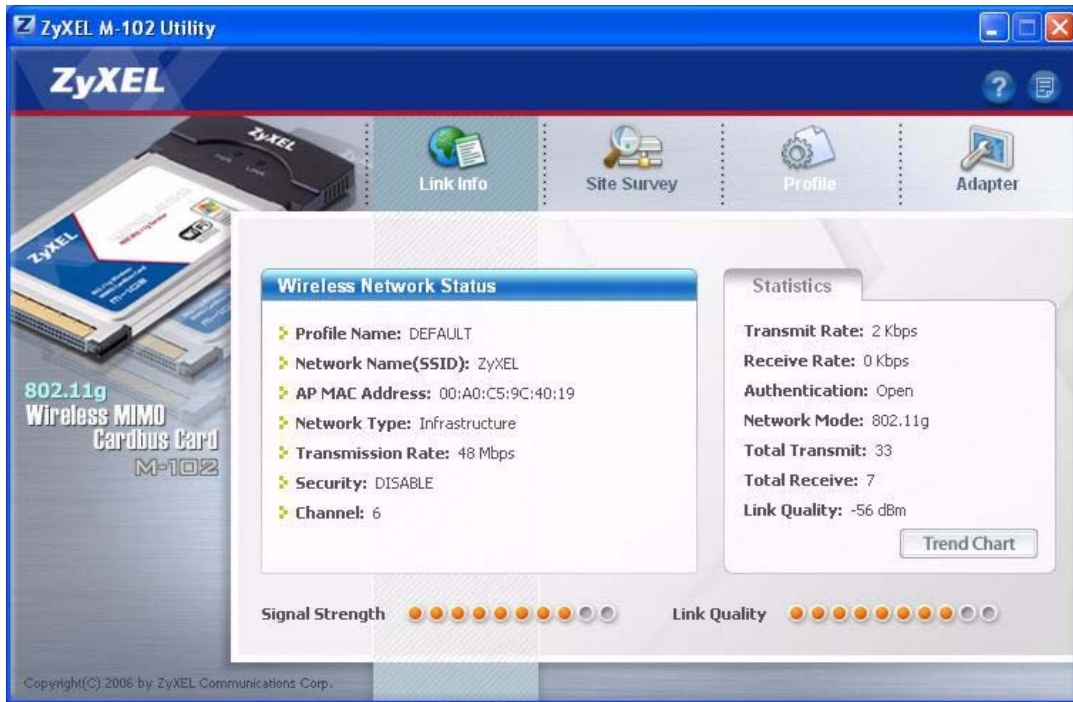 ZyXEL M-102 Utility
ZyXEL
?
ZyXEL
ZyXEL
M-102
Link Info
Site Survey
Profile
Adapter
802.11g
Wireless MIMO
Cardbus Card
M-102
Wireless Network Status
Profile Name: DEFAULT
Network Name(SSID): ZyXEL
AP MAC Address: 00:A0:C5:9C:40:19
Network Type: Infrastructure
Transmission Rate: 48 Mbps
Security: DISABLE
Channel: 6
Statistics
Transmit Rate: 2 Kbps
Receive Rate: 0 Kbps
Authentication: Open
Network Mode: 802.11g
Total Transmit: 33
Total Receive: 7
Link Quality: -56 dBm
Trend Chart
Signal Strength
Link Quality
Copyright(C) 2006 by ZyXEL Communications Corp.